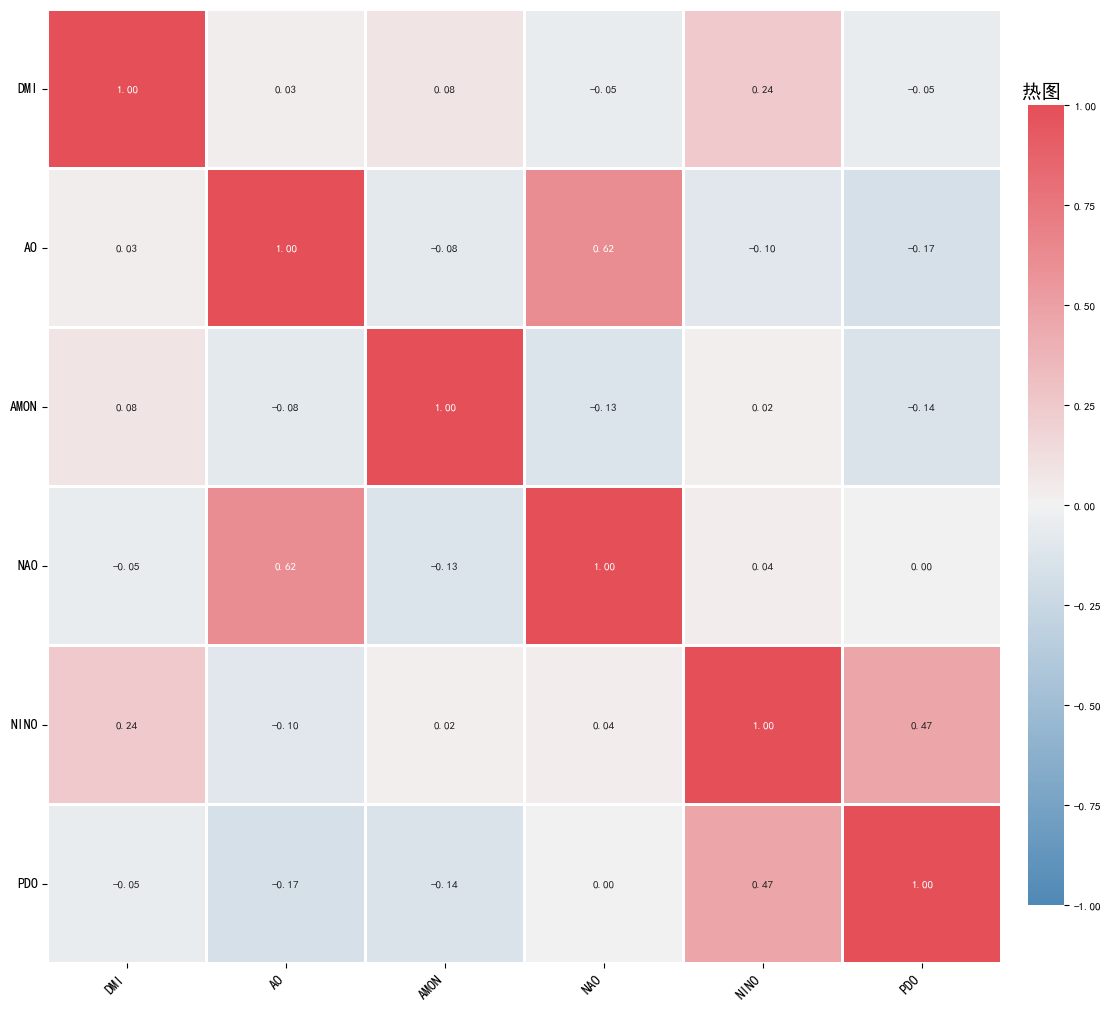 热图
DMI 1.00 0.03 0.08 −0.05 0.24 −0.05
AO 0.03 1.00 −0.08 0.62 −0.10 −0.17
AMON 0.08 −0.08 1.00 −0.13 0.02 −0.14
NAO −0.05 0.62 −0.13 1.00 0.04 0.00
NINO 0.24 −0.10 0.02 0.04 1.00 0.47
PDO −0.05 −0.17 −0.14 0.00 0.47 1.00
DMI AO AMON NAO NINO PDO
1.00
0.75
0.50
0.25
0.00
−0.25
−0.50
−0.75
−1.00